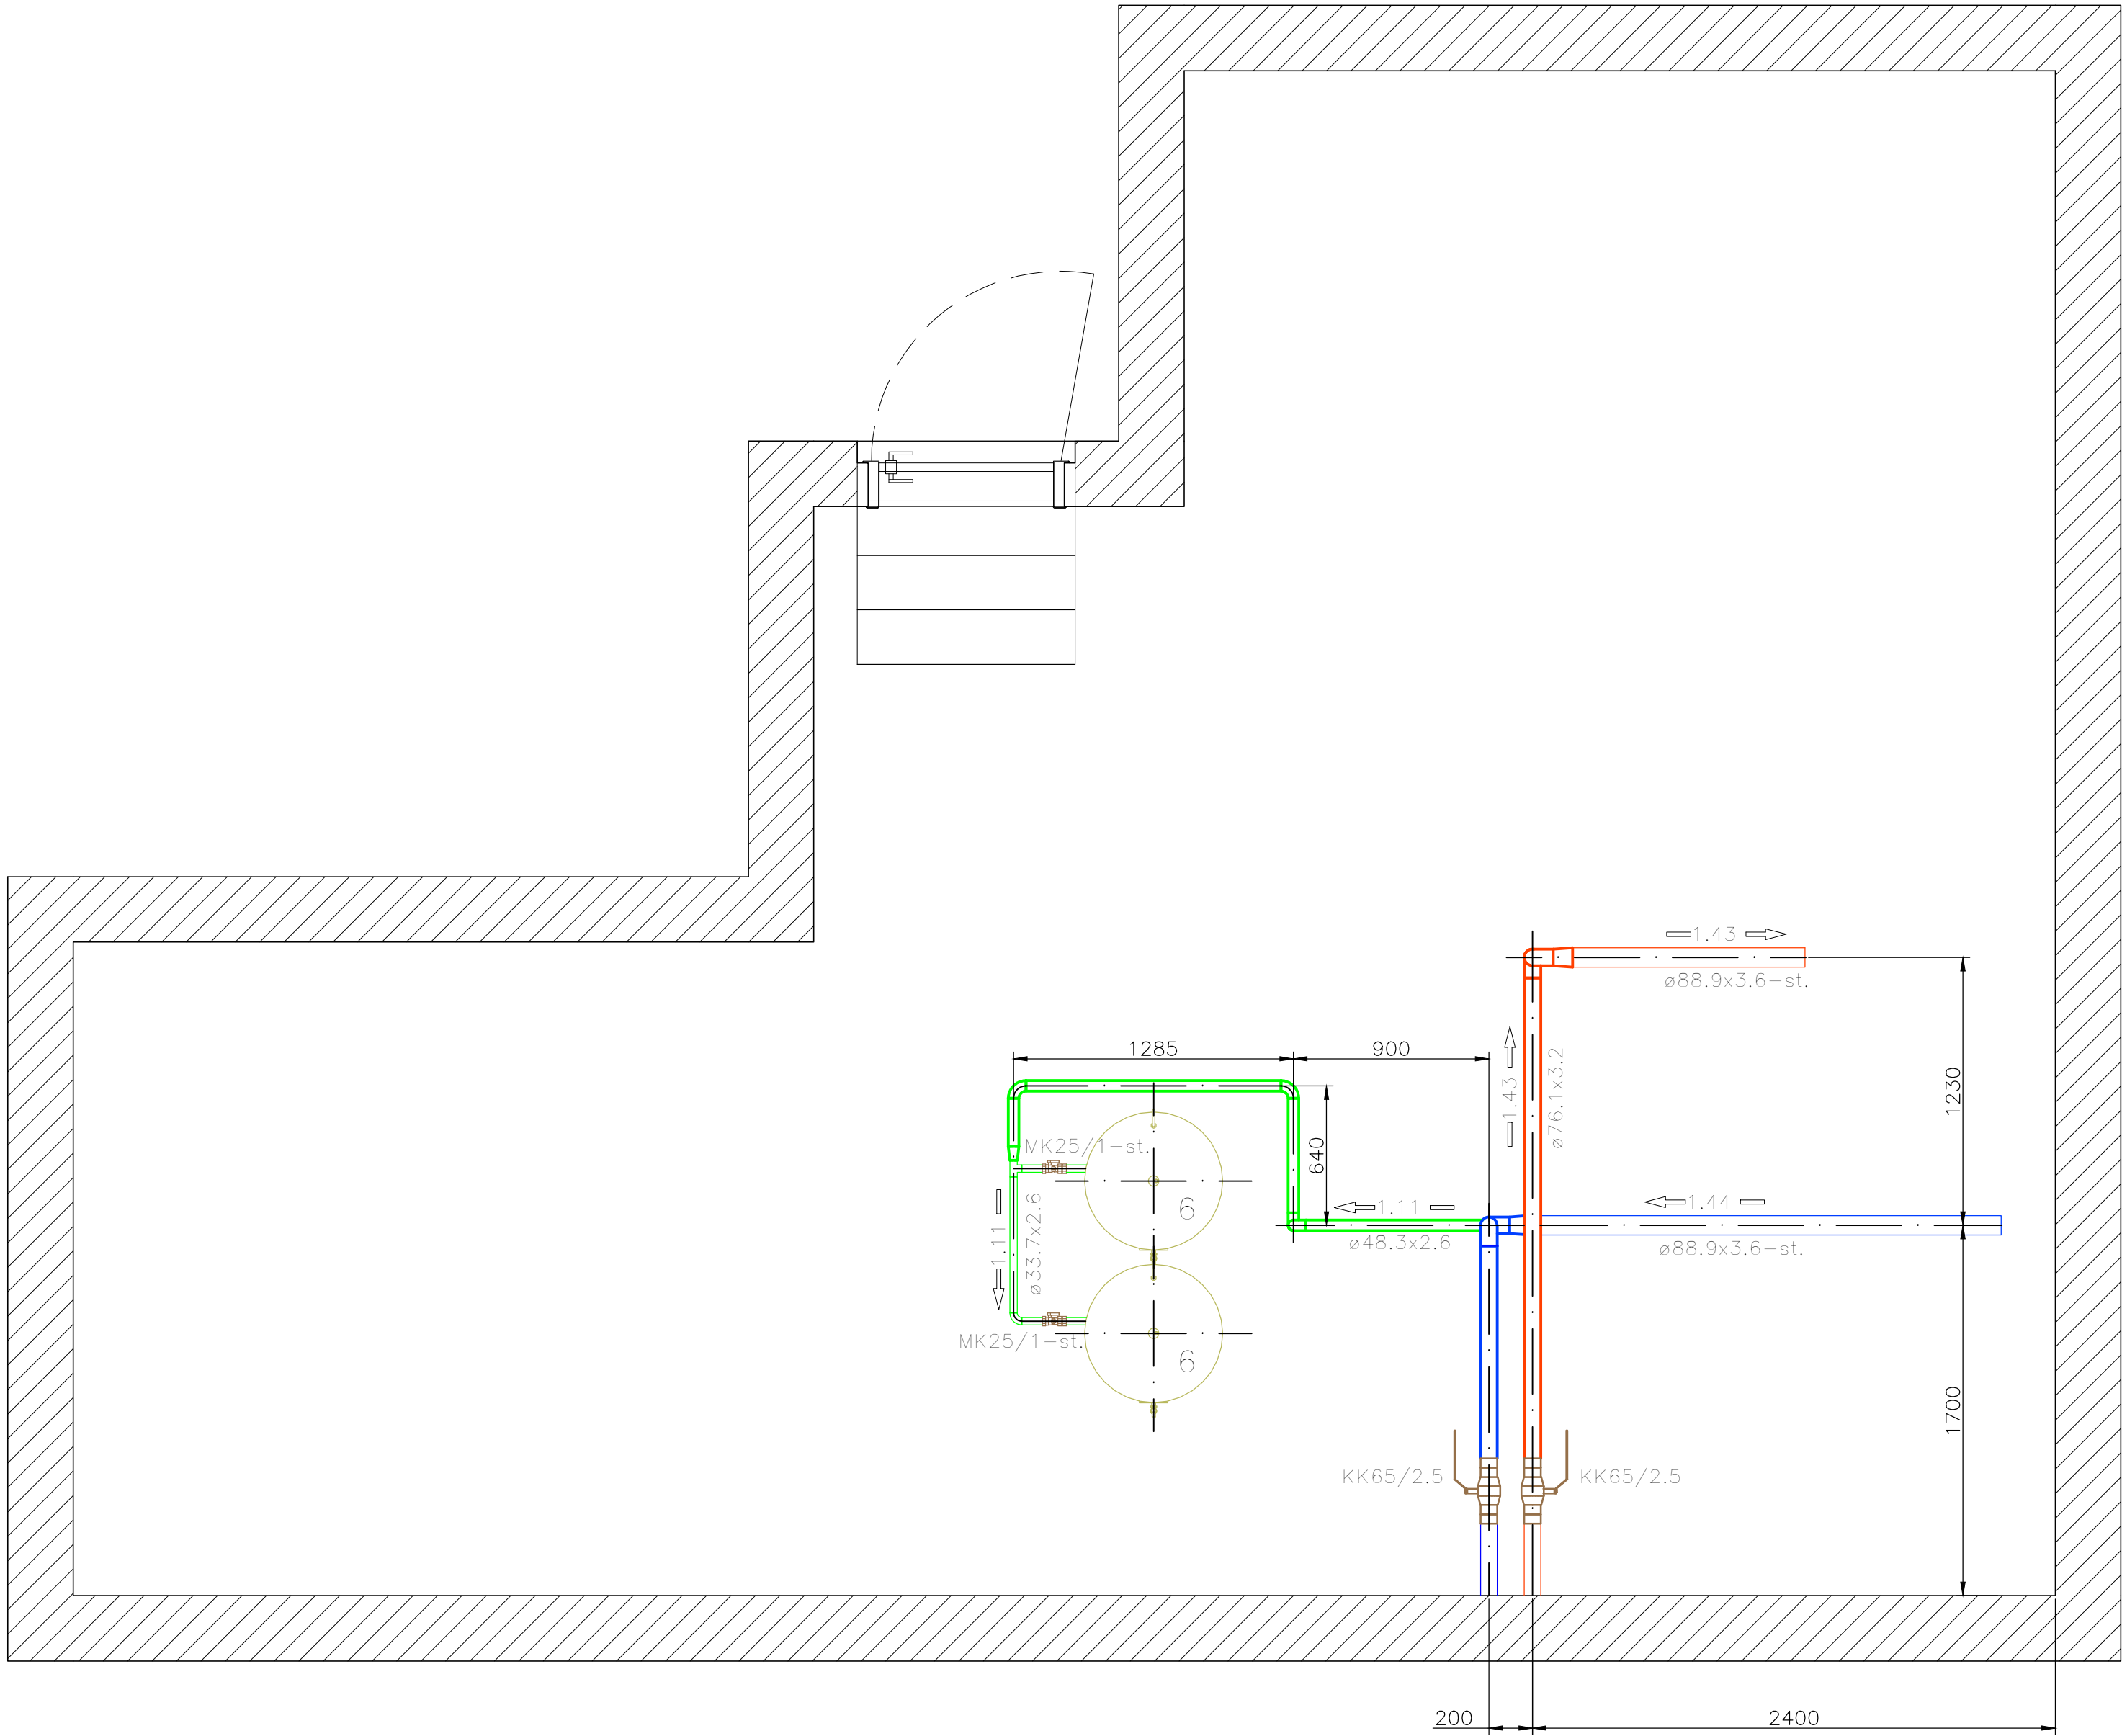 1.43
ø88.9x3.6-st.
1.43
ø76.1x3.2
1230
1285
900
640
MK25/1-st.
6
1.11
ø48.3x2.6
1.44
ø88.9x3.6-st.
1.11
ø33.7x2.6
MK25/1-st.
6
1700
KK65/2.5
KK65/2.5
200
2400